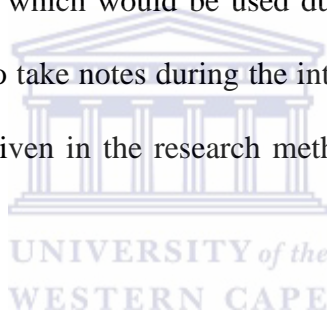 which would be used du
o take notes during the int
iven in the research meth
UNIVERSITY of the
WESTERN CAPE